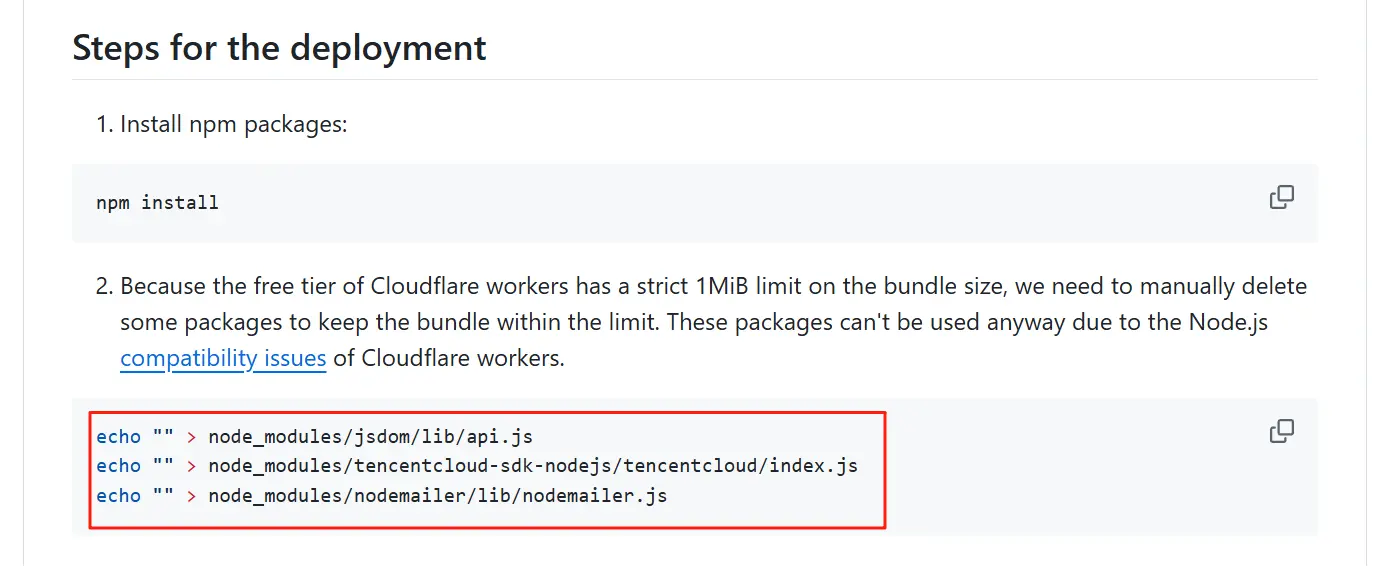 Steps for the deployment
1. Install npm packages:
npm install
2. Because the free tier of Cloudflare workers has a strict 1MiB limit on the bundle size, we need to manually delete
some packages to keep the bundle within the limit. These packages can't be used anyway due to the Node.js
compatibility issues of Cloudflare workers.
echo "" > node_modules/jsdom/lib/api.js
echo "" > node_modules/tencentcloud-sdk-nodejs/tencentcloud/index.js
echo "" > node_modules/nodemailer/lib/nodemailer.js